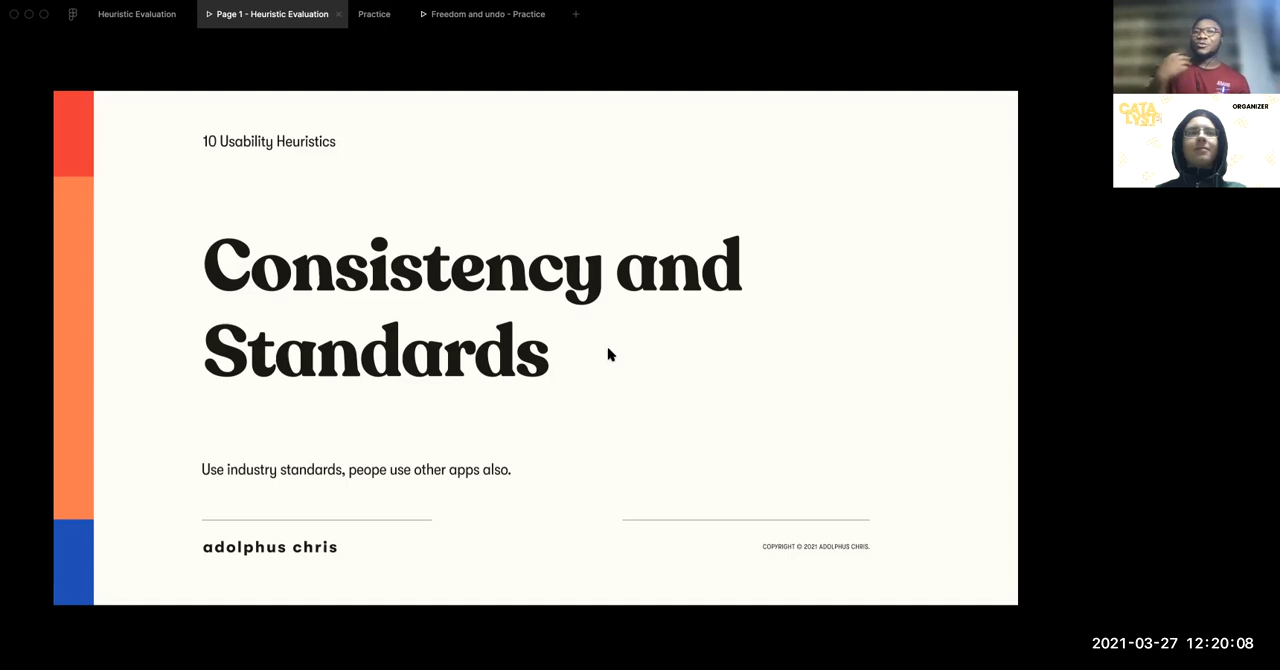 Heuristic Evaluation
Page 1 - Heuristic Evaluation
Practice
Freedom and undo - Practice
CATA
LYST
ORGANIZER
10 Usability Heuristics
Consistency and
Standards
Use industry standards, peope use other apps also.
adolphus chris
COPYRIGHT © 2021 ADOLPHUS CHRIS.
2021-03-27 12:20:08